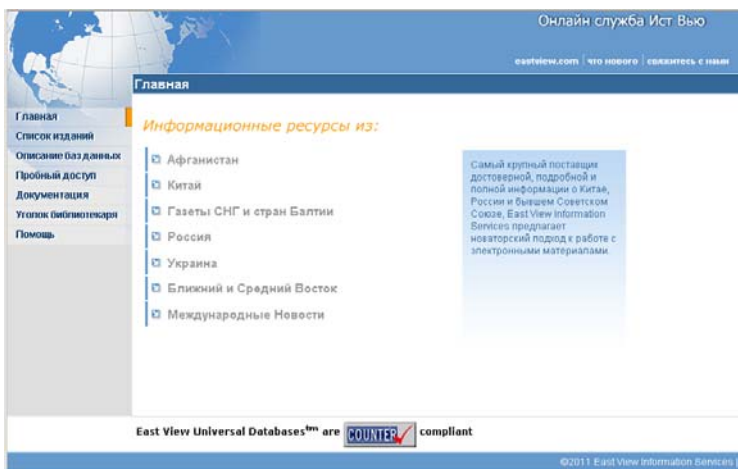 Онлайн служба Ист Вью
eastview.com | что нового | свяжитесь с нами
Главная
Главная
Список изданий
Описание баз данных
Пробный доступ
Документация
Уголок библиотекаря
Помощь
Информационные ресурсы из:
Афганистан
Китай
Газеты СНГ и стран Балтии
Россия
Украина
Ближний и Средний Восток
Международные Новости
Самый крупный поставщик
достоверной, подробной и
полной информации о Китае,
России и бывшем Советском
Союзе, East View Information
Services предлагает
новаторский подход к работе с
электронными материалами.
East View Universal Databases™ are COUNTER compliant
©2011 East View Information Services |